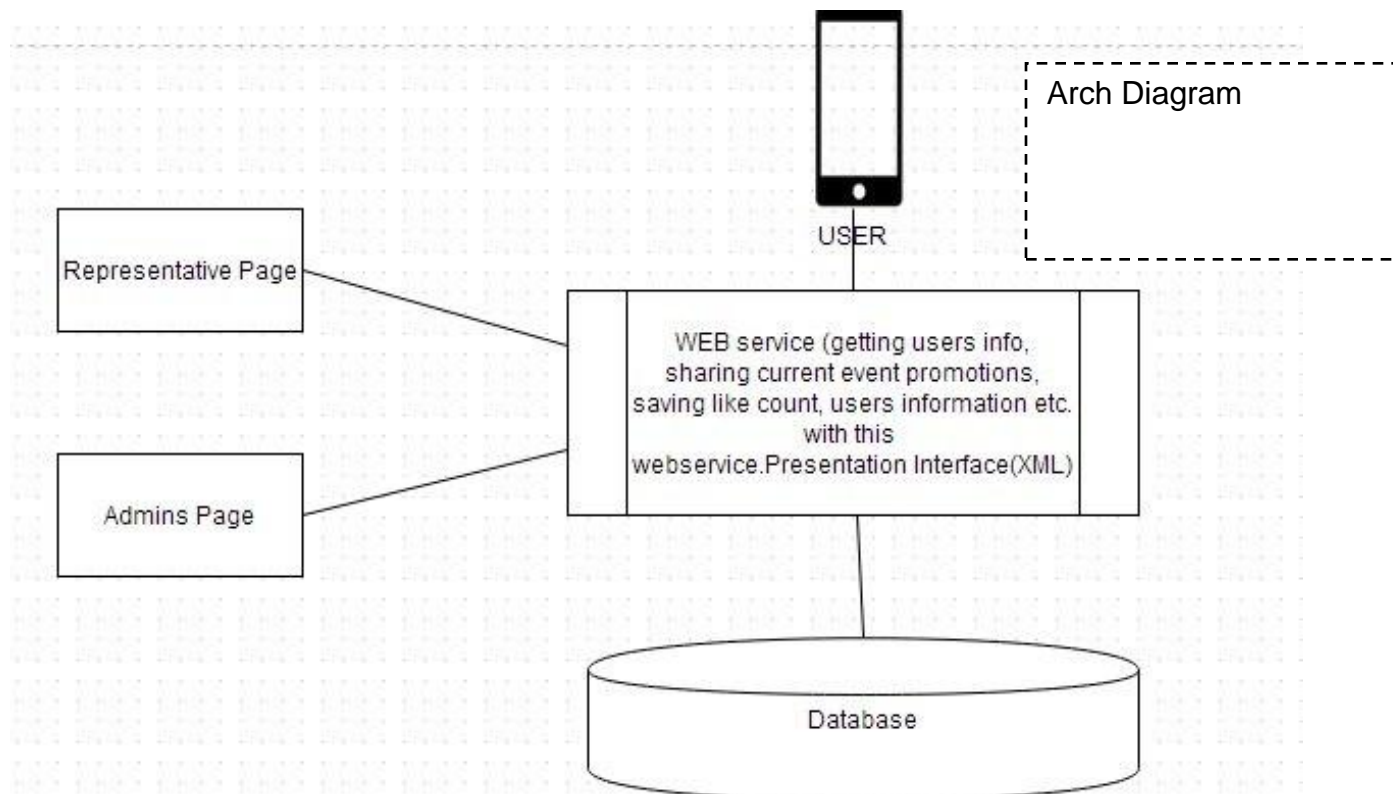 Arch Diagram
USER
Representative Page
WEB service (getting users info,
sharing current event promotions,
saving like count, users information etc.
with this
webservice.Presentation Interface(XML)
Admins Page
Database